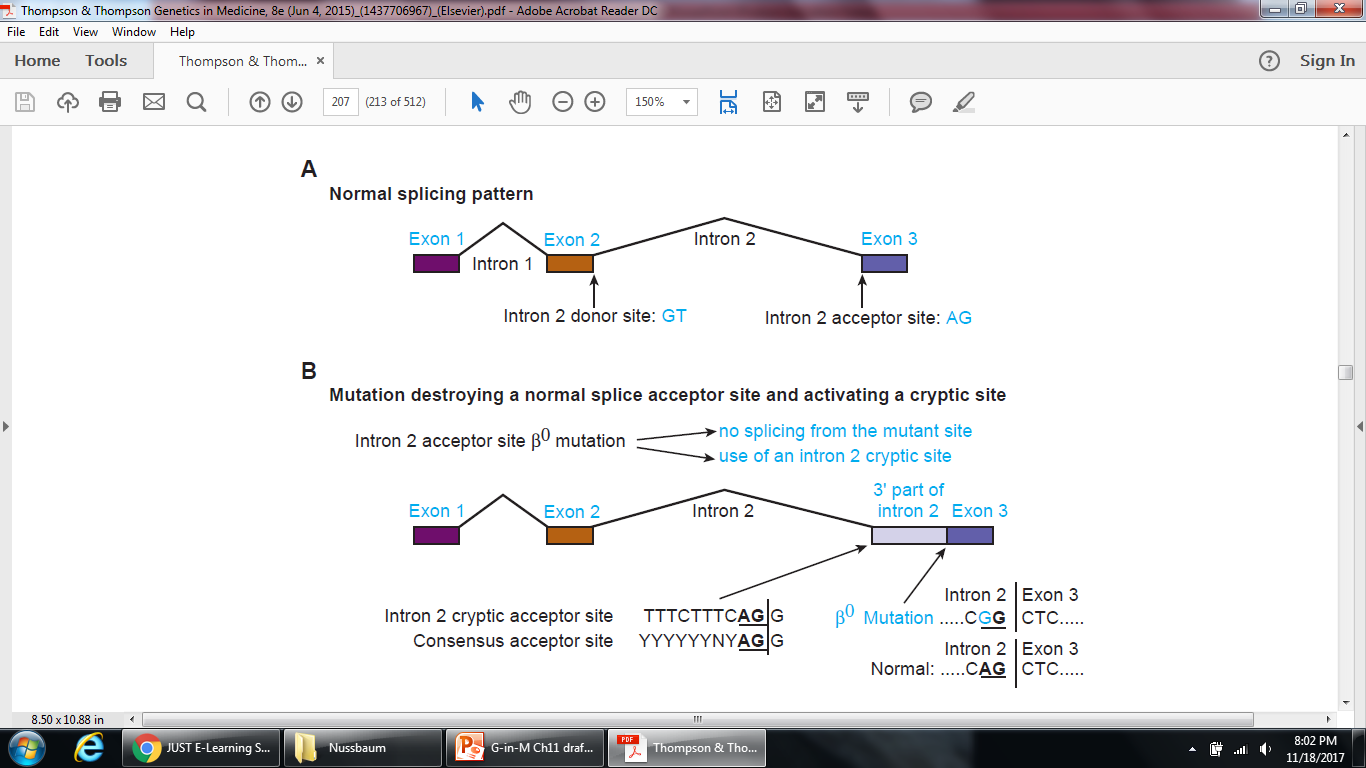 Thompson & Thompson Genetics in Medicine, 8e (Jun 4, 2015)_(1437706967)_(Elsevier).pdf - Adobe Acrobat Reader DC
File Edit View Window Help
Home Tools Thompson & Thom... × ? Sign In
207 (213 of 512) 150%
A
Normal splicing pattern
Exon 1 Exon 2 Intron 2 Exon 3
Intron 1
Intron 2 donor site: GT Intron 2 acceptor site: AG
B
Mutation destroying a normal splice acceptor site and activating a cryptic site
no splicing from the mutant site
Intron 2 acceptor site β0 mutation
use of an intron 2 cryptic site
3' part of
Exon 1 Exon 2 Intron 2 intron 2 Exon 3
Intron 2 Exon 3
Intron 2 cryptic acceptor site TTTCTTTCAG G β0 Mutation .....CGG CTC.....
Consensus acceptor site YYYYYYNYAG G
Intron 2 Exon 3
Normal: .....CAG CTC.....
8.50 x 10.88 in
JUST E-Learning S... Nussbaum G-in-M Ch11 draf... Thompson & Tho...
8:02 PM
11/18/2017